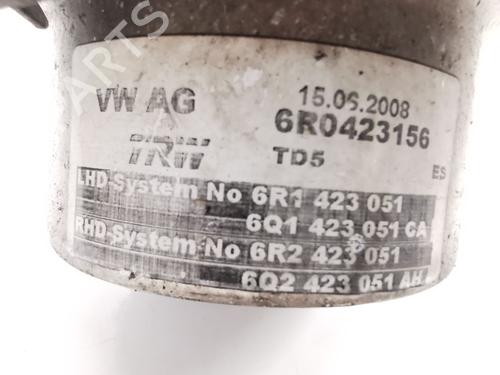 VW AG 15.06.2008
6R0423156
TRW TD5 ES
LHD-System No 6R1 423 051
6Q1 423 051 CA
RHD-System No 6R2 423 051
6Q2 423 051 AH